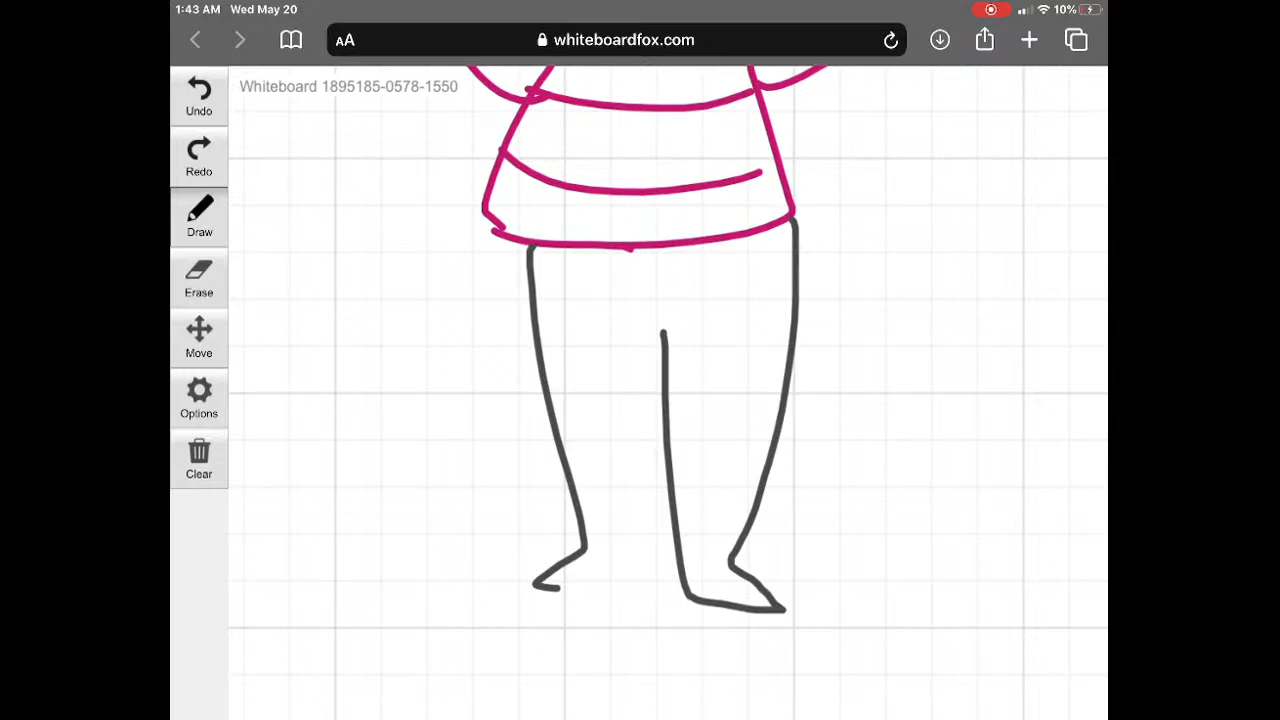 1:43 AM Wed May 20
10%
AA
whiteboardfox.com
Whiteboard 1895185-0578-1550
Undo
Redo
Draw
Erase
Move
Options
Clear